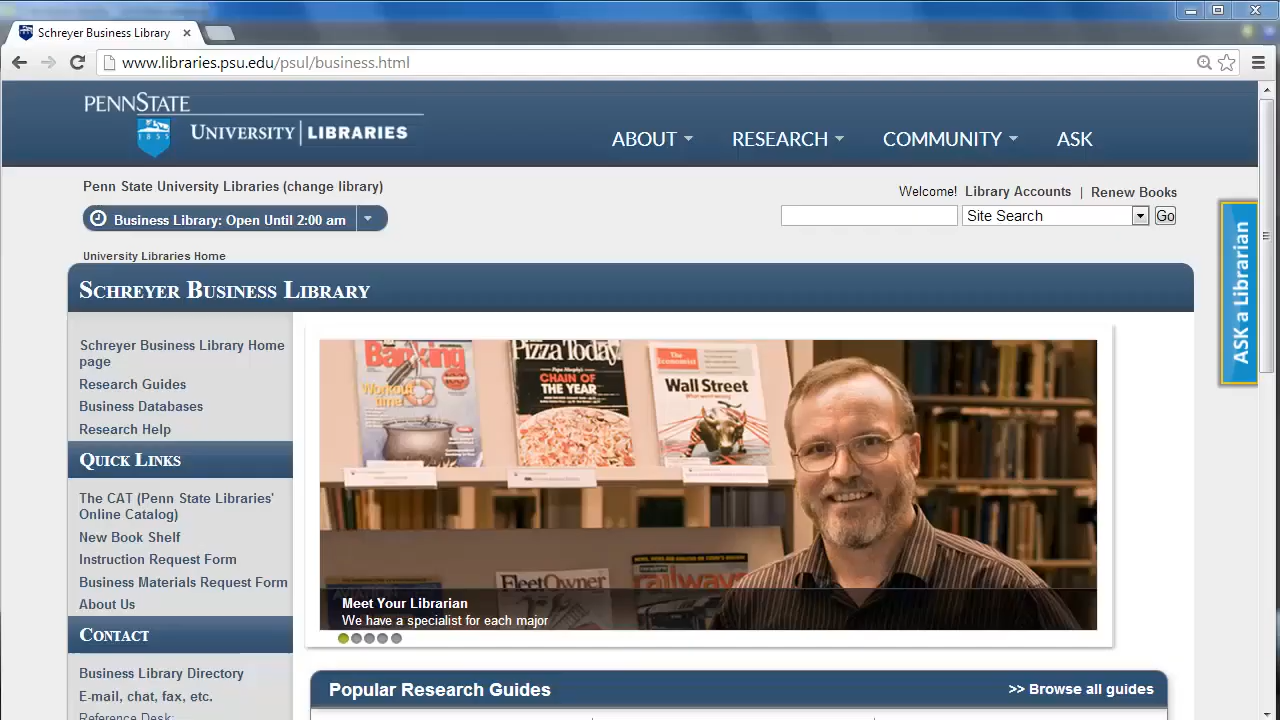 Schreyer Business Library
www.libraries.psu.edu/psul/business.html
PENNSTATE
1855
UNIVERSITY LIBRARIES
ABOUT
RESEARCH
COMMUNITY
ASK
Penn State University Libraries (change library)
Welcome! Library Accounts | Renew Books
Business Library: Open Until 2:00 am
Site Search
Go
ASK a Librarian
University Libraries Home
SCHREYER BUSINESS LIBRARY
Schreyer Business Library Home
page
Research Guides
Business Databases
Research Help
QUICK LINKS
The CAT (Penn State Libraries'
Online Catalog)
New Book Shelf
Instruction Request Form
Business Materials Request Form
About Us
CONTACT
Business Library Directory
E-mail, chat, fax, etc.
Reference Desk:
Banking
Workout
time
Pizza Today
CHAIN OF
THE YEAR
The
Economist
Wall Street
FleetOwner
railways
Meet Your Librarian
We have a specialist for each major
Popular Research Guides
>> Browse all guides